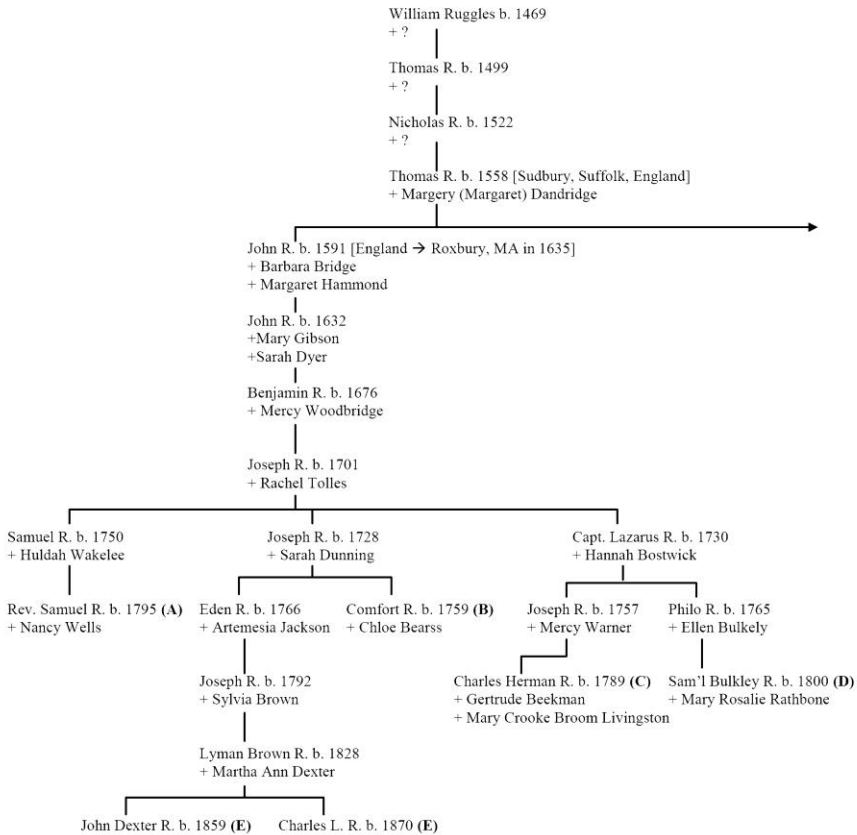 William Ruggles b. 1469
+ ?
Thomas R. b. 1499
+ ?
Nicholas R. b. 1522
+ ?
Thomas R. b. 1558 [Sudbury, Suffolk, England]
+ Margery (Margaret) Dandridge
John R. b. 1591 [England → Roxbury, MA in 1635]
+ Barbara Bridge
+ Margaret Hammond
John R. b. 1632
+Mary Gibson
+Sarah Dyer
Benjamin R. b. 1676
+ Mercy Woodbridge
Joseph R. b. 1701
+ Rachel Tolles
Samuel R. b. 1750
+ Huldah Wakelee
Joseph R. b. 1728
+ Sarah Dunning
Capt. Lazarus R. b. 1730
+ Hannah Bostwick
Rev. Samuel R. b. 1795 (A)
+ Nancy Wells
Eden R. b. 1766
+ Artemesia Jackson
Comfort R. b. 1759 (B)
+ Chloe Bearss
Joseph R. b. 1757
+ Mercy Warner
Philo R. b. 1765
+ Ellen Bulkely
Joseph R. b. 1792
+ Sylvia Brown
Charles Herman R. b. 1789 (C)
+ Gertrude Beekman
+ Mary Crooke Broom Livingston
Sam'l Bulkley R. b. 1800 (D)
+ Mary Rosalie Rathbone
Lyman Brown R. b. 1828
+ Martha Ann Dexter
John Dexter R. b. 1859 (E)
Charles L. R. b. 1870 (E)